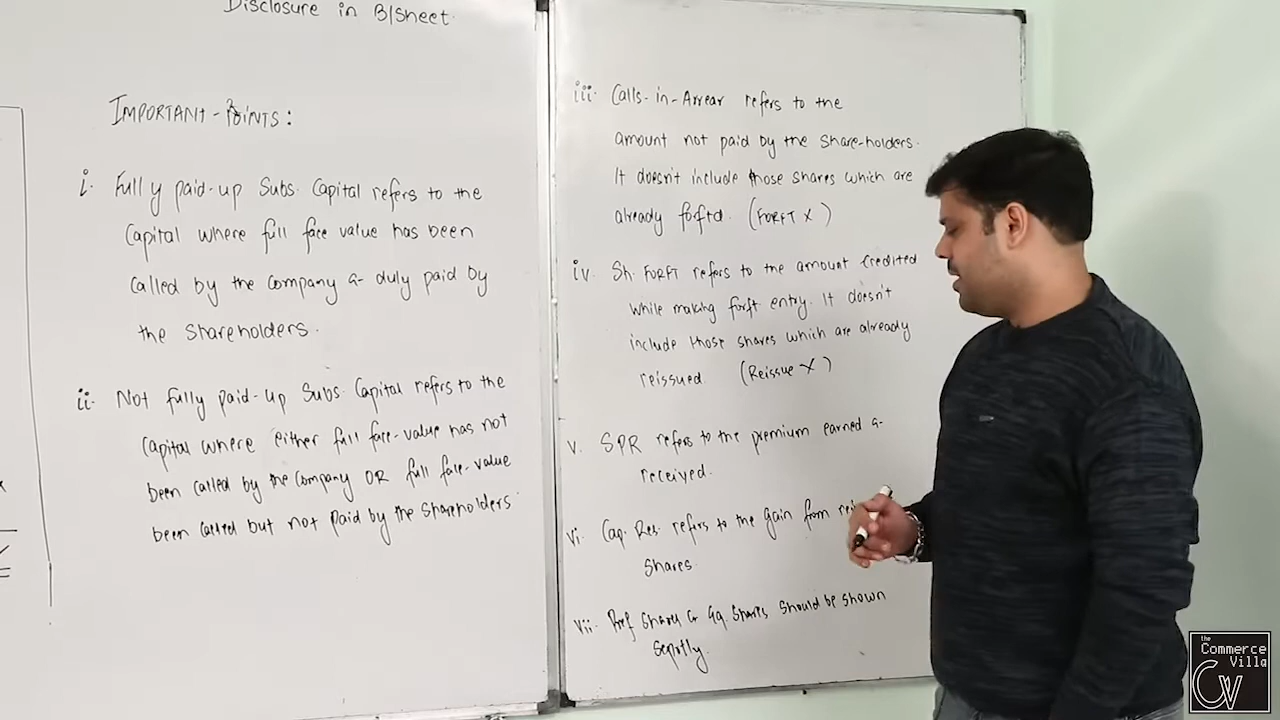 Disclosure in B/Sheet.
IMPORTANT-POINTS:
i. Fully paid-up Subs. Capital refers to the
Capital where full face value has been
called by the company & duly paid by
the shareholders.
ii. Not fully paid-up Subs. Capital refers to the
Capital where either full face-value has not
been called by the company OR full face-value
been called but not paid by the shareholders.
iii. Calls-in-Arrear refers to the
amount not paid by the share-holders.
It doesn't include those shares which are
already forftd. (FORFT X)
iv. Sh. FORFT refers to the amount credited
while making forft entry. It doesn't
include those shares which are already
reissued. (Reissue X)
v. SPR refers to the premium earned &
received.
vi. Cap. Res. refers to the gain from
shares.
vii. Pref shares & Eq. shares should be shown
seprtly.
the
Commerce
Villa
CV